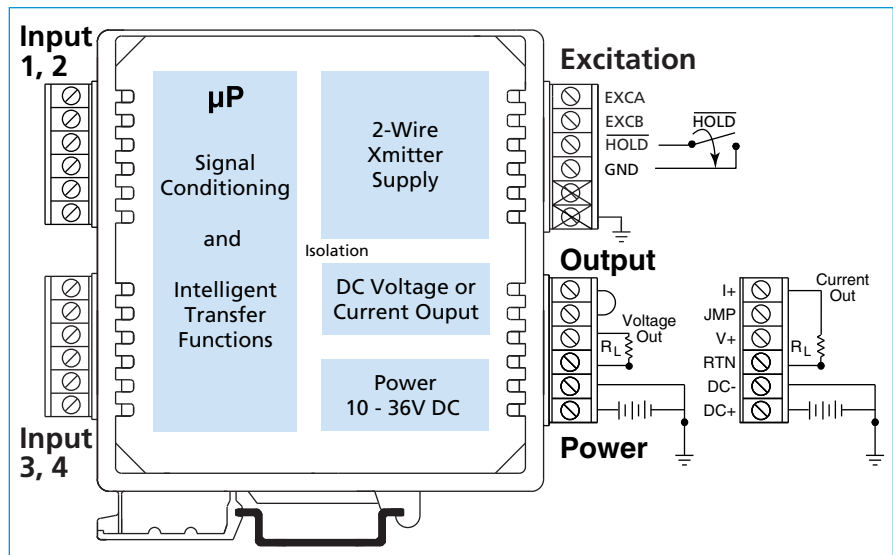 Input
1, 2
µP
Signal
Conditioning
and
Intelligent
Transfer
Functions
2-Wire
Xmitter
Supply
Isolation
DC Voltage or
Current Ouput
Power
10 - 36V DC
Input
3, 4
Excitation
EXCA
EXCB
HOLD
GND
HOLD
Output
Voltage
Out
RL
Power
I+
JMP
V+
RTN
DC-
DC+
Current
Out
RL